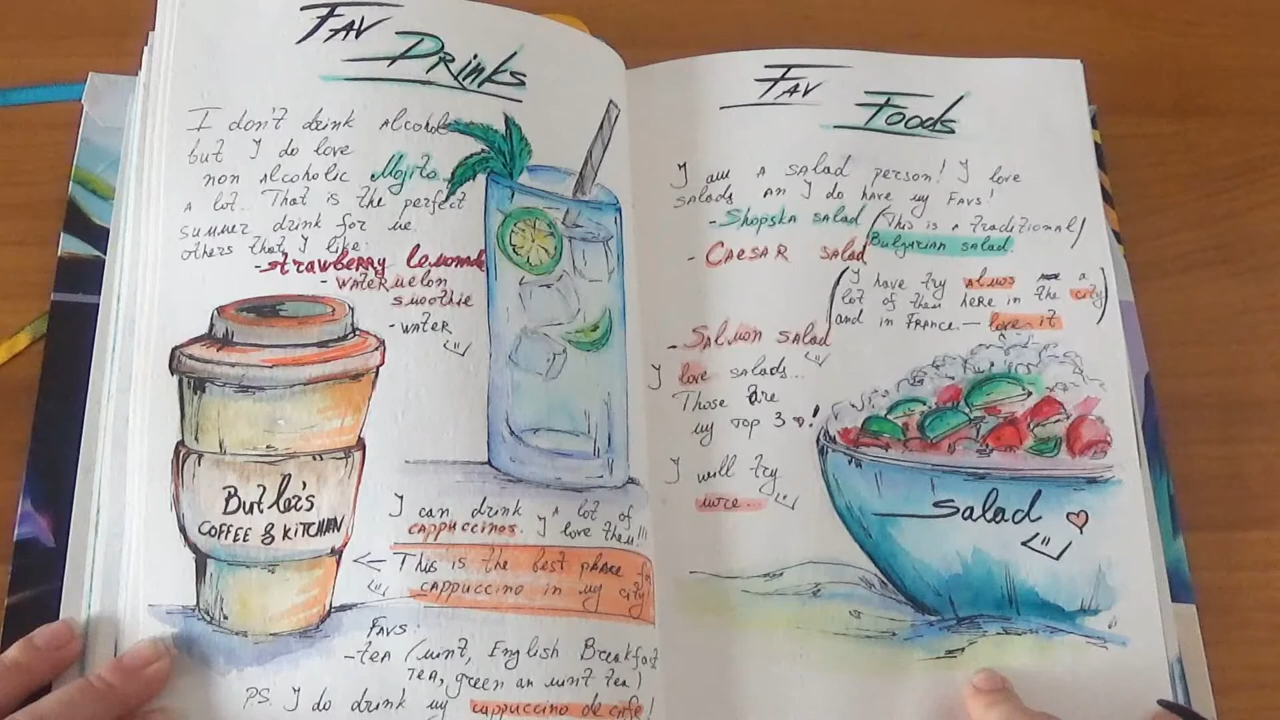 Fav
Drinks
I don't drink Alcohol
but I do love
non Alcoholic Mojito
A lot. That is the perfect
summer drink for me.
others that I like:
-strawberry lemonade
- watermelon
smoothie
- water
Butler's
COFFEE & KITCHAN
I can drink A lot of
cappuccinos. I love them!!!
← This is the best phace for
cappuccino in my city
Favs:
-tea (mint, English Breakfast
Tea, green an mint tea)
PS. I do drink my cappuccino de cafe!
Fav
Foods
I am A salad person! I love
salads an I do have my Favs!
- Shopska salad (This is a traditional)
Bulgarian salad
- Caesar salad
(I have try almos a
lot of them here in the city
and in France. — love it)
- Salmon salad
I love salads...
Those are
my Top 3 ♥!
I will try
more...
Salad ♡